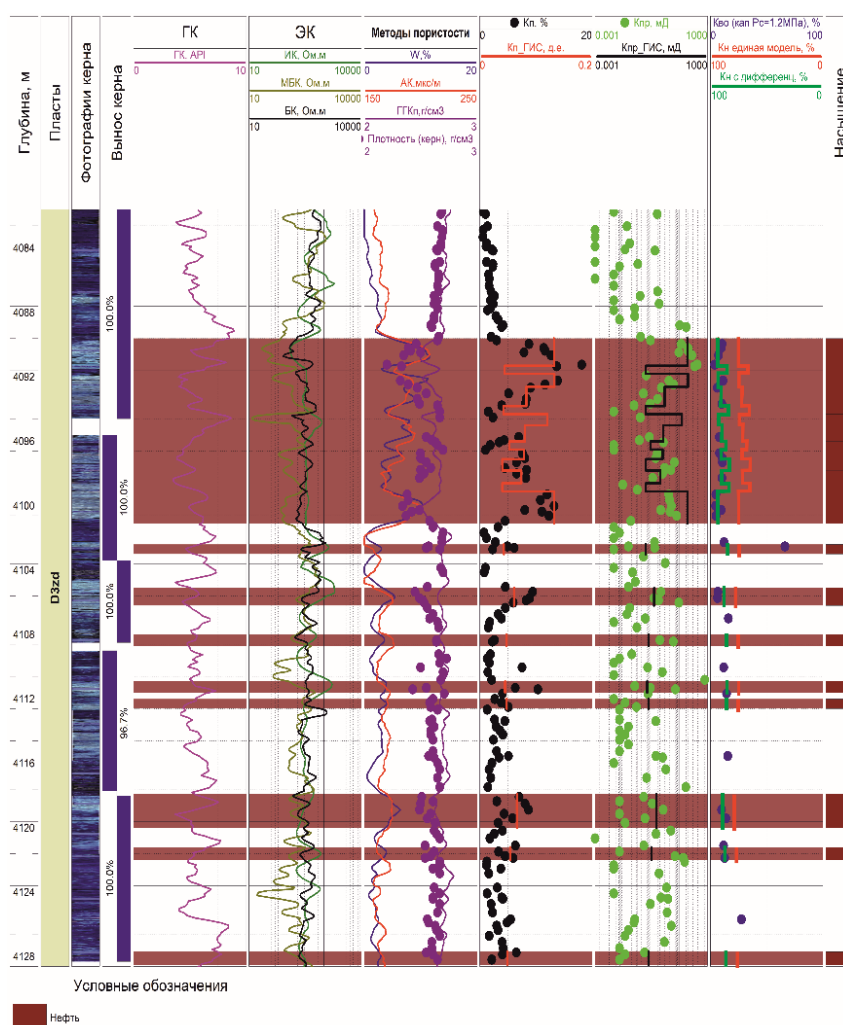 Глубина, м
Пласты
Фотографии керна
Вынос керна
ГК
ГК, API
0 10
ЭК
ИК, Ом.м
10 10000
МБК, Ом.м
10 10000
БК, Ом.м
10 10000
Методы пористости
W,%
0 20
АК,мкс/м
150 250
ГГКп,г/см3
2 3
Плотность (керн), г/см3
2 3
Кп, %
0 20
Кп_ГИС, д.е.
0 0.2
Кпр, мД
0.001 1000
Кпр_ГИС, мД
0.001 1000
Кво (кап Рс=1.2МПа), %
0 100
Кн единая модель, %
100 0
Кн с дифференц, %
100 0
Насыщение
4084
4088
4092
4096
4100
4104
4108
4112
4116
4120
4124
4128
D3zd
100.0%
100.0%
100.0%
96.7%
100.0%
Условные обозначения
Нефть